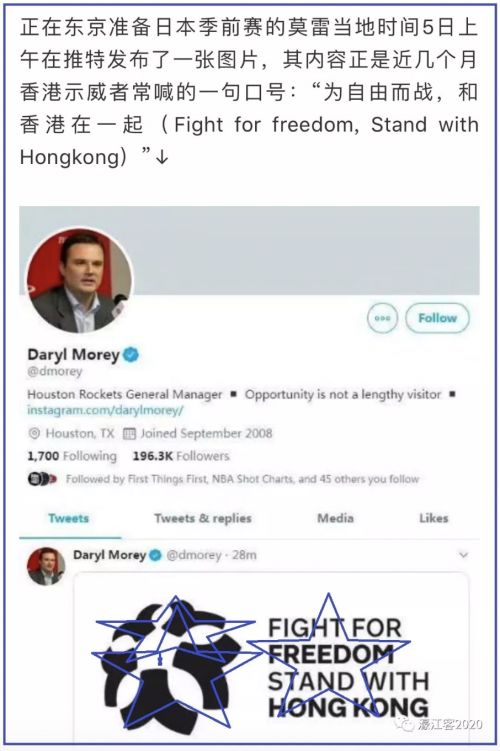 正在东京准备日本季前赛的莫雷当地时间5日上
午在推特发布了一张图片，其内容正是近几个月
香港示威者常喊的一句口号：“为自由而战，和
香港在一起（Fight for freedom, Stand with
Hongkong）”↓
Follow
Daryl Morey
@dmorey
Houston Rockets General Manager ▪ Opportunity is not a lengthy visitor ▪
instagram.com/darylmorey/
Houston, TX Joined September 2008
1,700 Following 196.3K Followers
Followed by First Things First, NBA Shot Charts, and 45 others you follow
Tweets Tweets & replies Media Likes
Daryl Morey @dmorey · 28m
FIGHT FOR
FREEDOM
STAND WITH
HONG KONG
濠江客2020